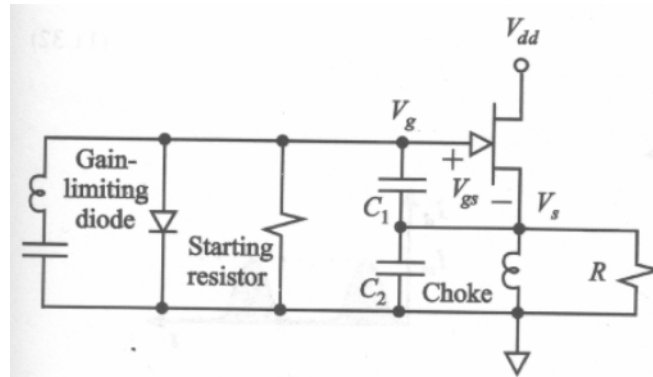 V_dd
V_g
Gain-
limiting
diode
Starting
resistor
C_1
+
V_gs
−
V_s
C_2
Choke
R